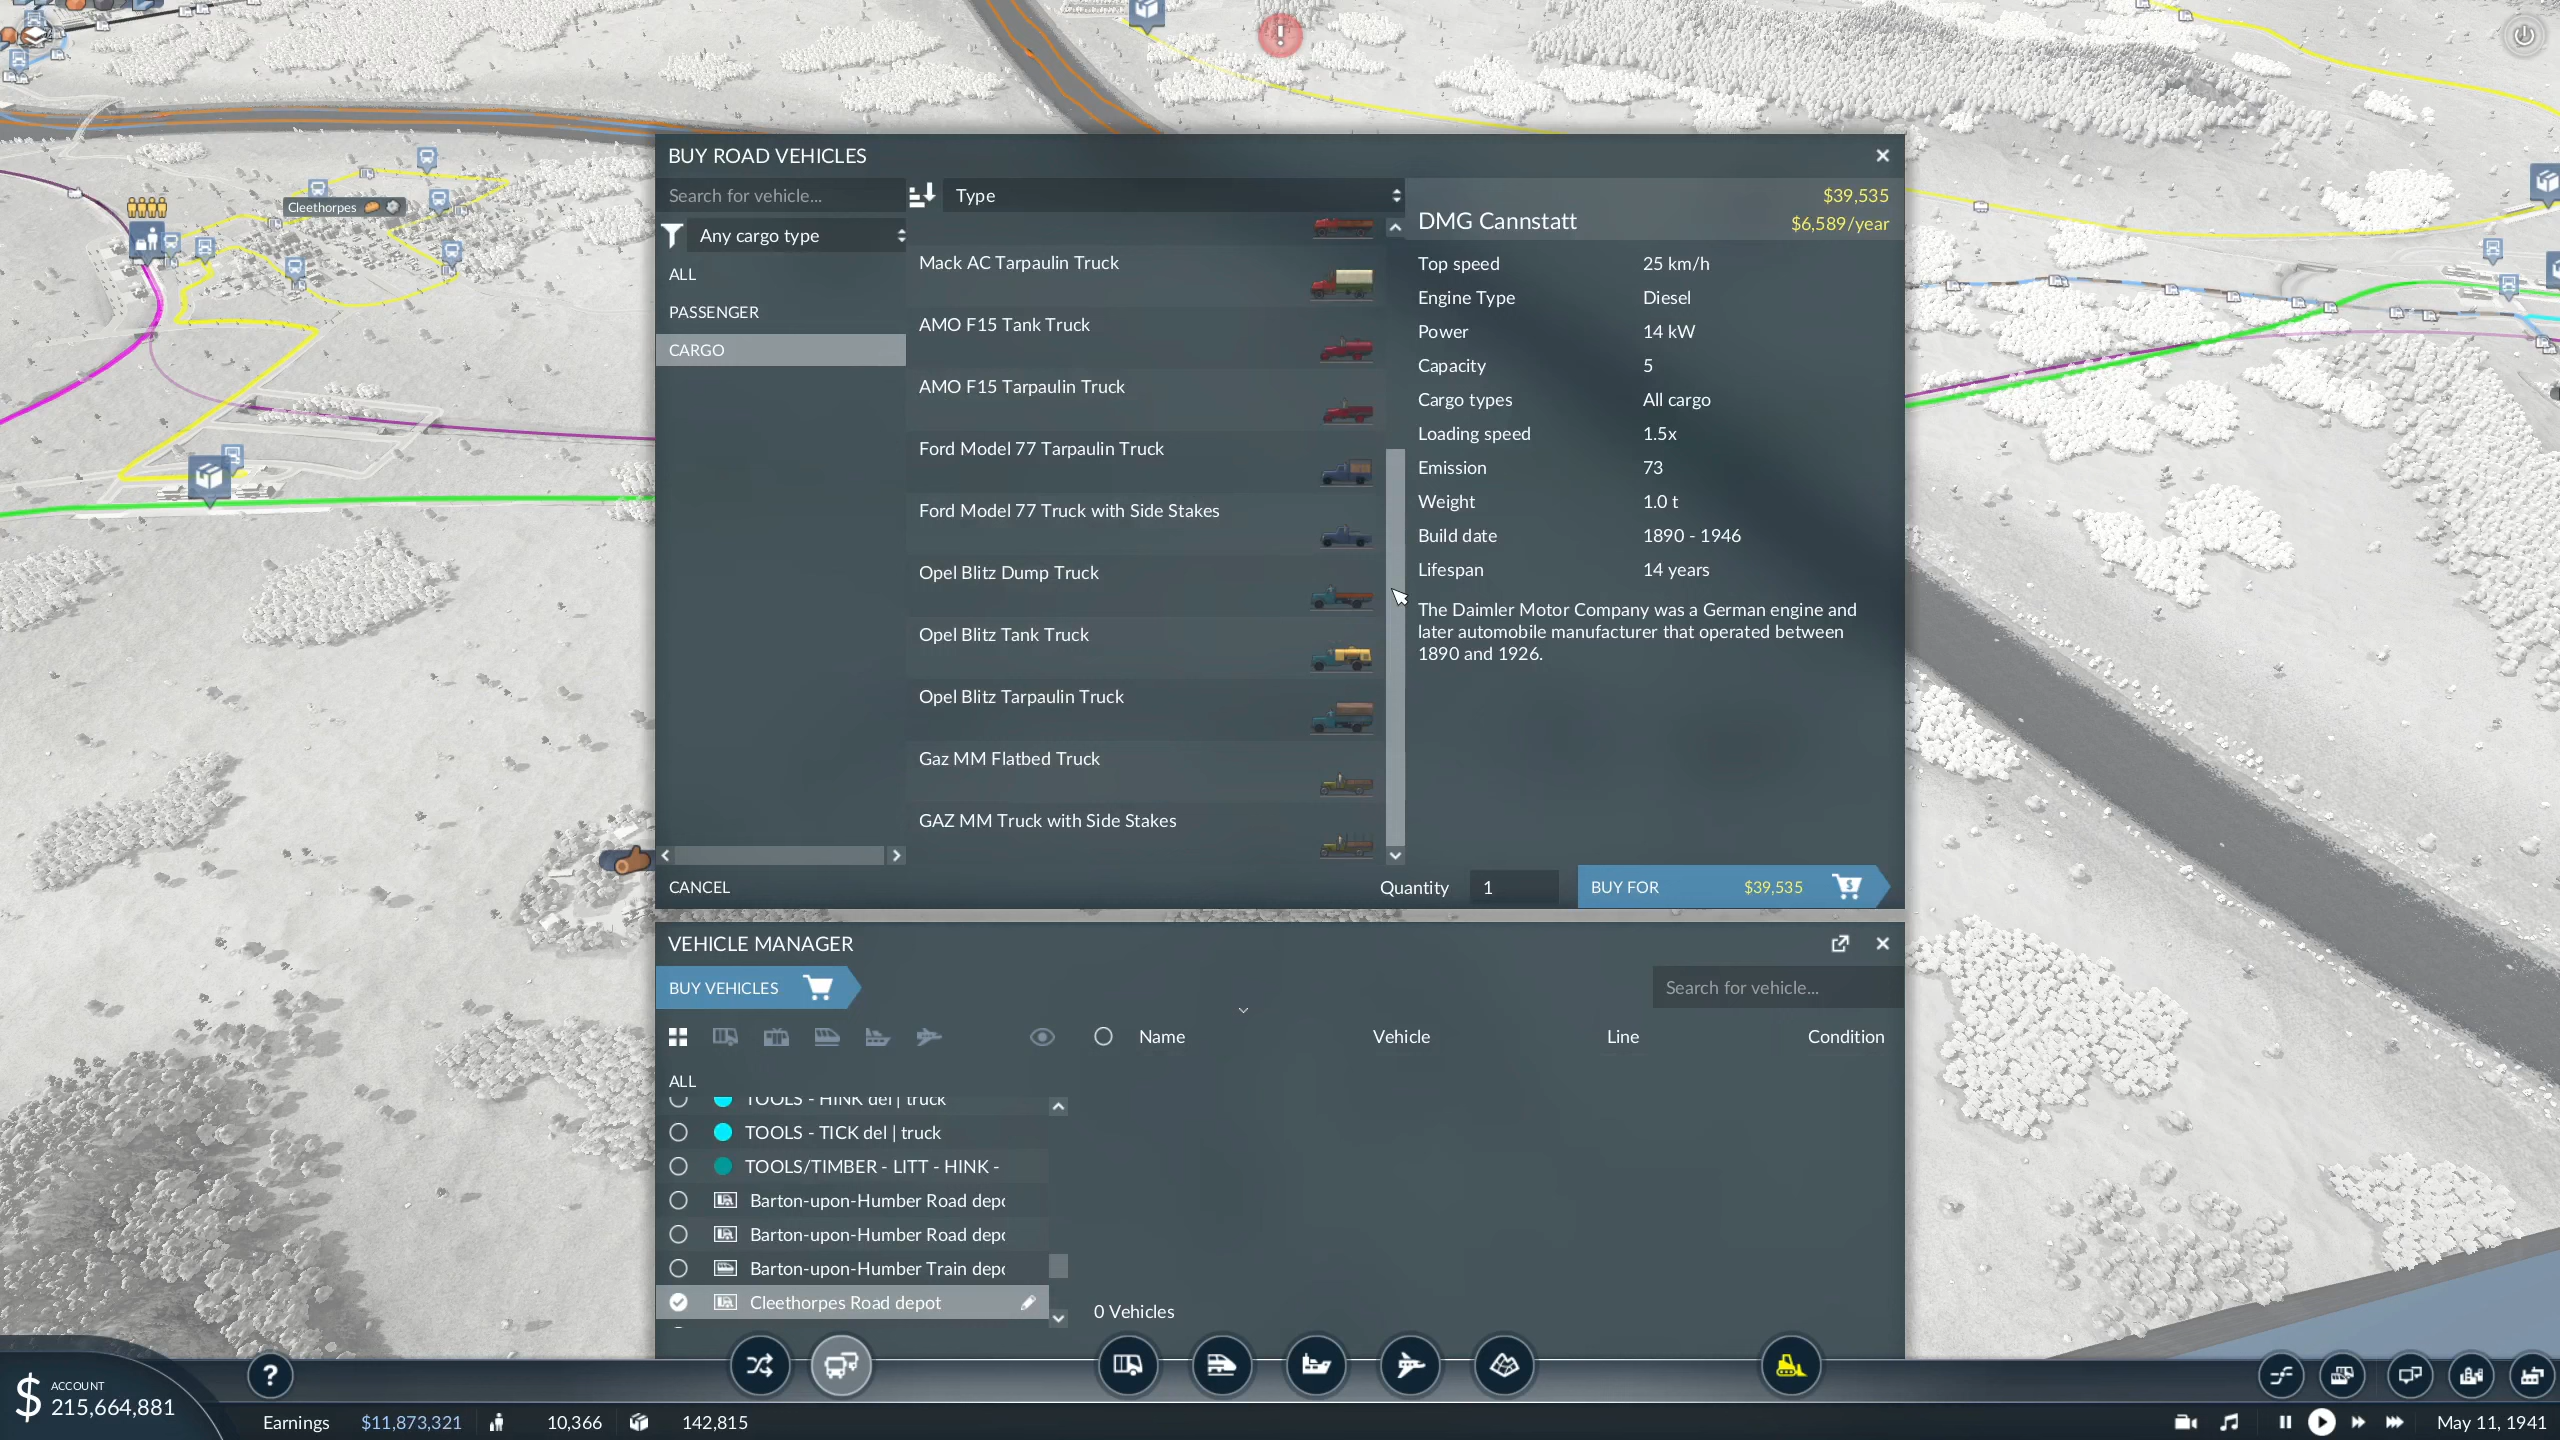 Cleethorpes
BUY ROAD VEHICLES
Search for vehicle...
Type
Any cargo type
ALL
PASSENGER
CARGO
Mack AC Tarpaulin Truck
AMO F15 Tank Truck
AMO F15 Tarpaulin Truck
Ford Model 77 Tarpaulin Truck
Ford Model 77 Truck with Side Stakes
Opel Blitz Dump Truck
Opel Blitz Tank Truck
Opel Blitz Tarpaulin Truck
Gaz MM Flatbed Truck
GAZ MM Truck with Side Stakes
$39,535
DMG Cannstatt
$6,589/year
Top speed 25 km/h
Engine Type Diesel
Power 14 kW
Capacity 5
Cargo types All cargo
Loading speed 1.5x
Emission 73
Weight 1.0 t
Build date 1890 - 1946
Lifespan 14 years
The Daimler Motor Company was a German engine and
later automobile manufacturer that operated between
1890 and 1926.
CANCEL
Quantity 1
BUY FOR $39,535
VEHICLE MANAGER
BUY VEHICLES
Search for vehicle...
Name Vehicle Line Condition
ALL
TOOLS - HINK del | truck
TOOLS - TICK del | truck
TOOLS/TIMBER - LITT - HINK -
Barton-upon-Humber Road depo
Barton-upon-Humber Road depo
Barton-upon-Humber Train depo
Cleethorpes Road depot
0 Vehicles
?
$ ACCOUNT
215,664,881
Earnings $11,873,321 10,366 142,815
May 11, 1941